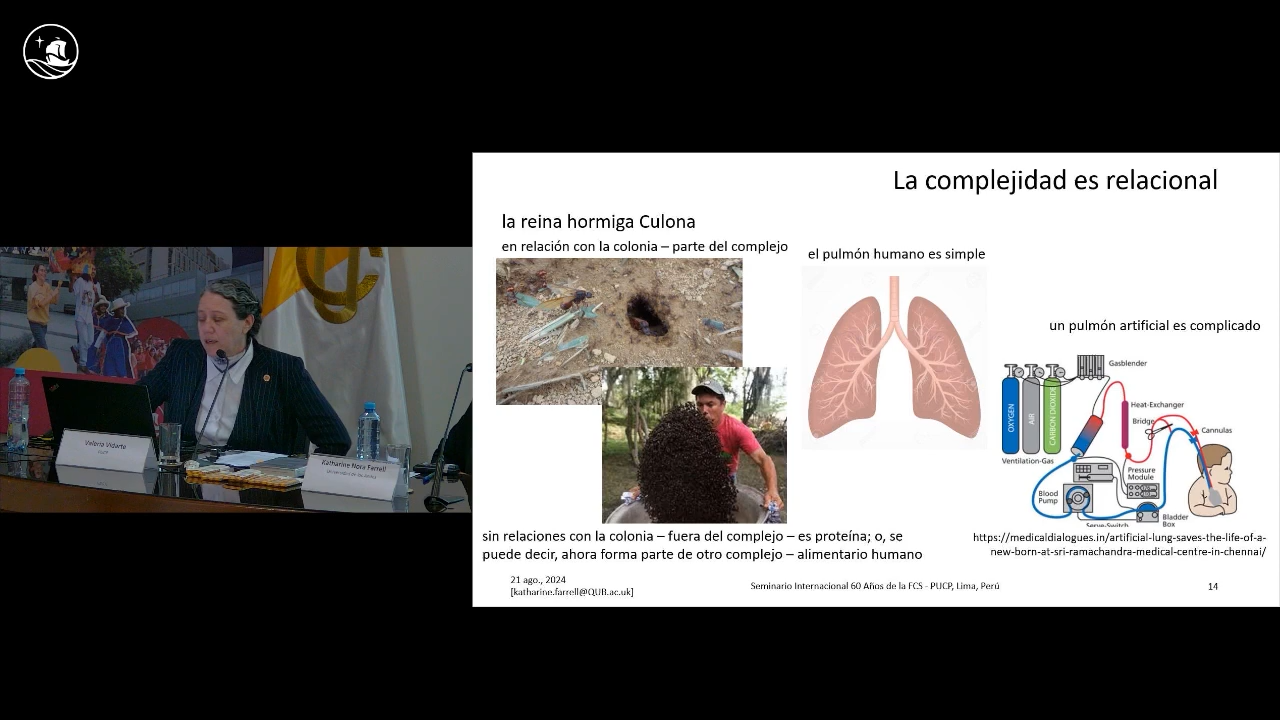 La complejidad es relacional
la reina hormiga Culona
en relación con la colonia – parte del complejo
el pulmón humano es simple
un pulmón artificial es complicado
Gasblender
OXYGEN
AIR
CARBON DIOXIDE
Heat-Exchanger
Bridge
Cannulas
Ventilation-Gas
Pressure
Module
Blood
Pump
Servo-Switch
Bladder
Box
sin relaciones con la colonia – fuera del complejo – es proteína; o, se
puede decir, ahora forma parte de otro complejo – alimentario humano
https://medicaldialogues.in/artificial-lung-saves-the-life-of-a-
new-born-at-sri-ramachandra-medical-centre-in-chennai/
21 ago., 2024
[katharine.farrell@QUB.ac.uk]
Seminario Internacional 60 Años de la FCS - PUCP, Lima, Perú
14
Valeria Vidarte
Katharine Nora Farrell